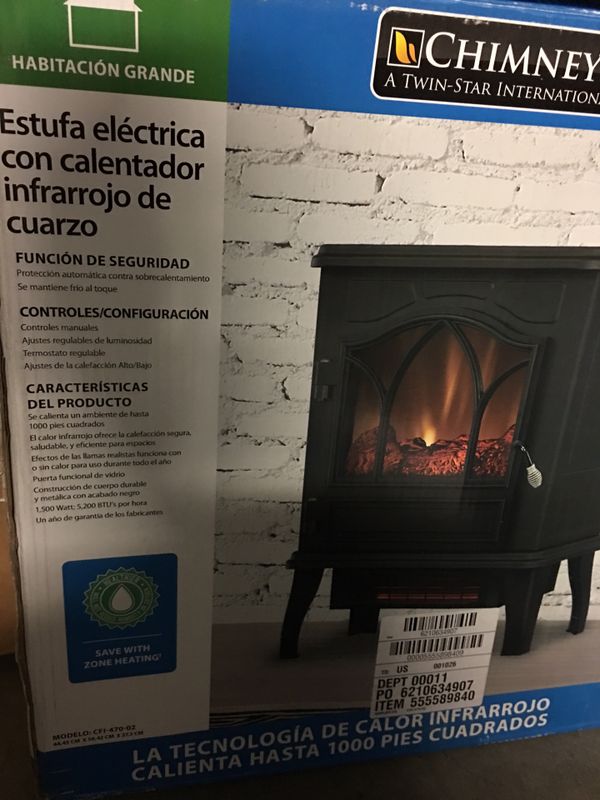 HABITACIÓN GRANDE
CHIMNEY
A TWIN-STAR INTERNATIONA
Estufa eléctrica
con calentador
infrarrojo de
cuarzo
FUNCIÓN DE SEGURIDAD
Protección automática contra sobrecalentamiento
Se mantiene frío al toque
CONTROLES/CONFIGURACIÓN
Controles manuales
Ajustes regulables de luminosidad
Termostato regulable
Ajustes de la calefacción Alto/Bajo
CARACTERÍSTICAS
DEL PRODUCTO
Se calienta un ambiente de hasta
1000 pies cuadrados
El calor infrarrojo ofrece la calefacción segura,
saludable, y eficiente para espacios
Efectos de las llamas realistas funciona con
o sin calor para uso durante todo el año
Puerta funcional de vidrio
Construcción de cuerpo durable
y metálica con acabado negro
1,500 Watt; 5,200 BTU's por hora
Un año de garantía de los fabricantes
SAVE WITH
ZONE HEATING
6210634907
00005555898409
TO: US 001026
DEPT 00011
PO 6210634907
ITEM 555589840
MODELO: CFI-470-02
LA TECNOLOGÍA DE CALOR INFRARROJO
CALIENTA HASTA 1000 PIES CUADRADOS